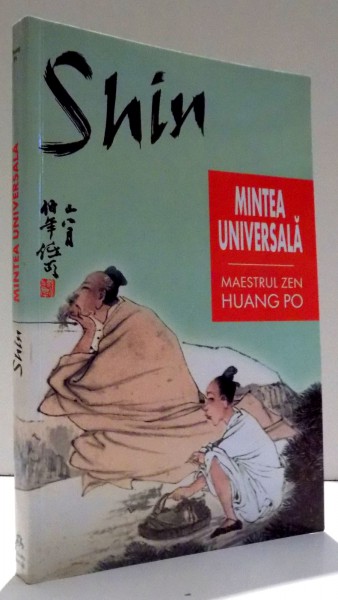 Shin
MINTEA
UNIVERSALĂ
MAESTRUL ZEN
HUANG PO
Shin MINTEA UNIVERSALĂ